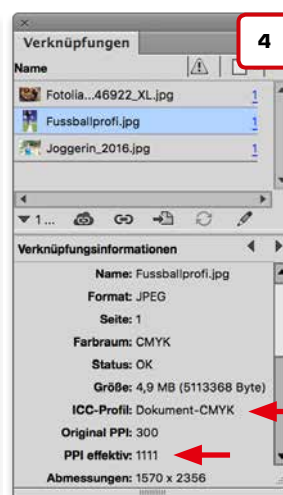 4
Verknüpfungen
Name
Fotolia...46922_XL.jpg 1
Fussballprofi.jpg 1
Joggerin_2016.jpg 1
1...
Verknüpfungsinformationen
Name: Fussballprofi.jpg
Format: JPEG
Seite: 1
Farbraum: CMYK
Status: OK
Größe: 4,9 MB (5113368 Byte)
ICC-Profil: Dokument-CMYK
Original PPI: 300
PPI effektiv: 1111
Abmessungen: 1570 x 2356